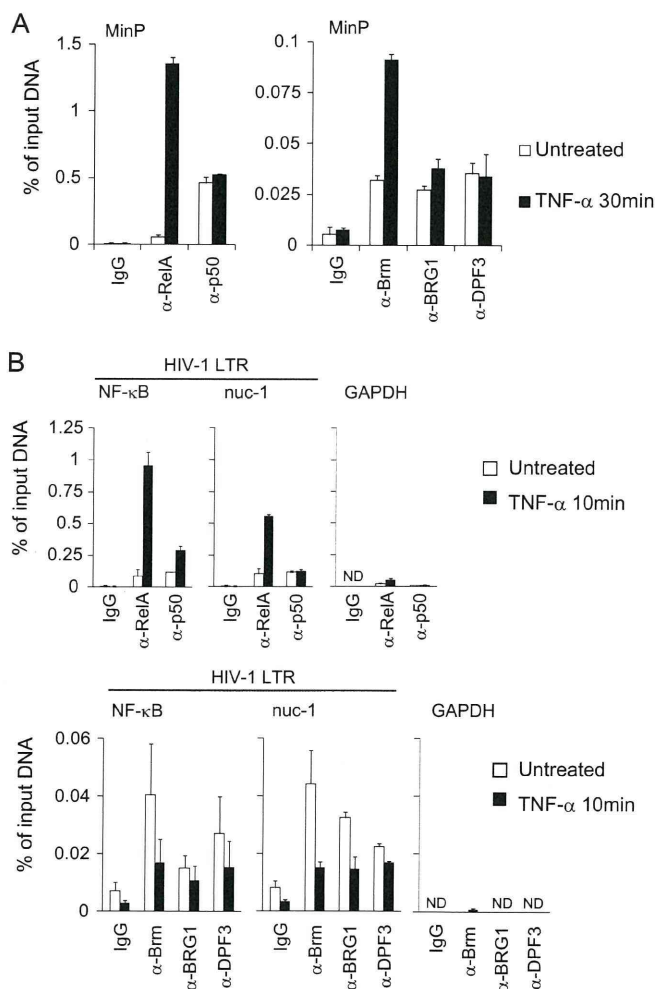 A
MinP
MinP
% of input DNA
1.5
1
0.5
0
IgG
α-RelA
α-p50
0.1
0.075
0.05
0.025
0
IgG
α-Brm
α-BRG1
α-DPF3
Untreated
TNF-α 30min
B
HIV-1 LTR
NF-κB
nuc-1
GAPDH
% of input DNA
1.25
1
0.75
0.5
0.25
0
IgG
α-RelA
α-p50
IgG
α-RelA
α-p50
ND
IgG
α-RelA
α-p50
Untreated
TNF-α 10min
HIV-1 LTR
NF-κB
nuc-1
GAPDH
% of input DNA
0.06
0.04
0.02
0
IgG
α-Brm
α-BRG1
α-DPF3
IgG
α-Brm
α-BRG1
α-DPF3
ND
ND ND
IgG
α-Brm
α-BRG1
α-DPF3
Untreated
TNF-α 10min